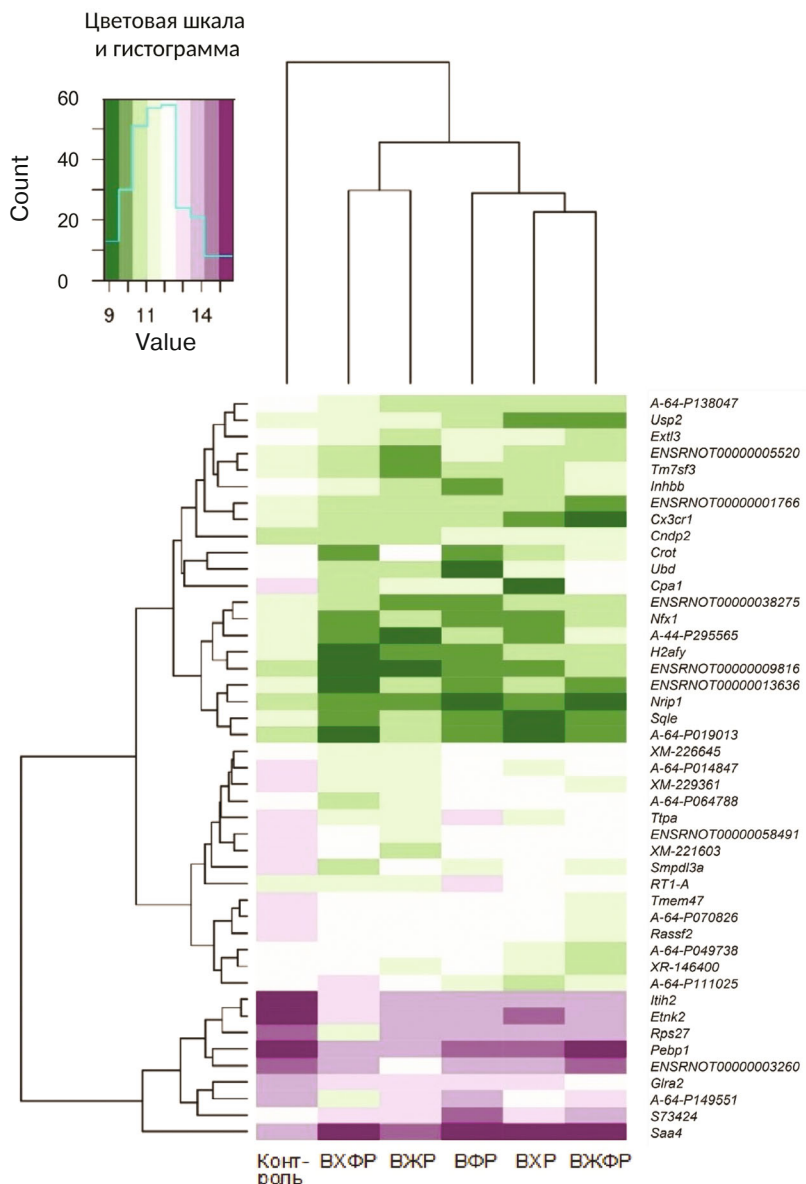 Цветовая шкала
и гистограмма
60
40
20
0
Count
9 11 14
Value
A-64-P138047
Usp2
Extl3
ENSRNOT00000005520
Tm7sf3
Inhbb
ENSRNOT00000001766
Cx3cr1
Cndp2
Crot
Ubd
Cpa1
ENSRNOT00000038275
Nfx1
A-44-P295565
H2afy
ENSRNOT00000009816
ENSRNOT00000013636
Nrip1
Sqle
A-64-P019013
XM-226645
A-64-P014847
XM-229361
A-64-P064788
Ttpa
ENSRNOT00000058491
XM-221603
Smpdl3a
RT1-A
Tmem47
A-64-P070826
Rassf2
A-64-P049738
XR-146400
A-64-P111025
Itih2
Etnk2
Rps27
Pebp1
ENSRNOT00000003260
Glra2
A-64-P149551
S73424
Saa4
Конт- ВХФР ВЖР ВФР ВХР ВЖФР
роль